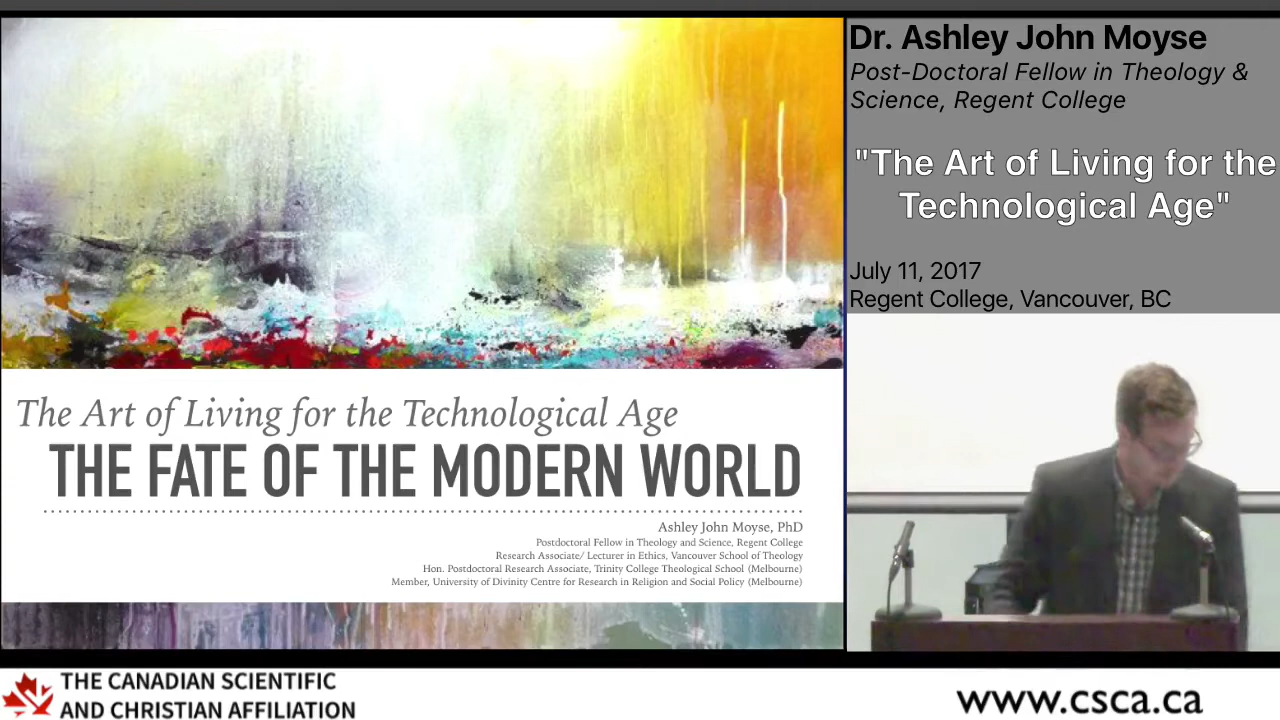 Dr. Ashley John Moyse
Post-Doctoral Fellow in Theology &
Science, Regent College
"The Art of Living for the
Technological Age"
July 11, 2017
Regent College, Vancouver, BC
The Art of Living for the Technological Age
THE FATE OF THE MODERN WORLD
Ashley John Moyse, PhD
Postdoctoral Fellow in Theology and Science, Regent College
Research Associate/ Lecturer in Ethics, Vancouver School of Theology
Hon. Postdoctoral Research Associate, Trinity College Theological School (Melbourne)
Member, University of Divinity Centre for Research in Religion and Social Policy (Melbourne)
THE CANADIAN SCIENTIFIC
AND CHRISTIAN AFFILIATION
www.csca.ca